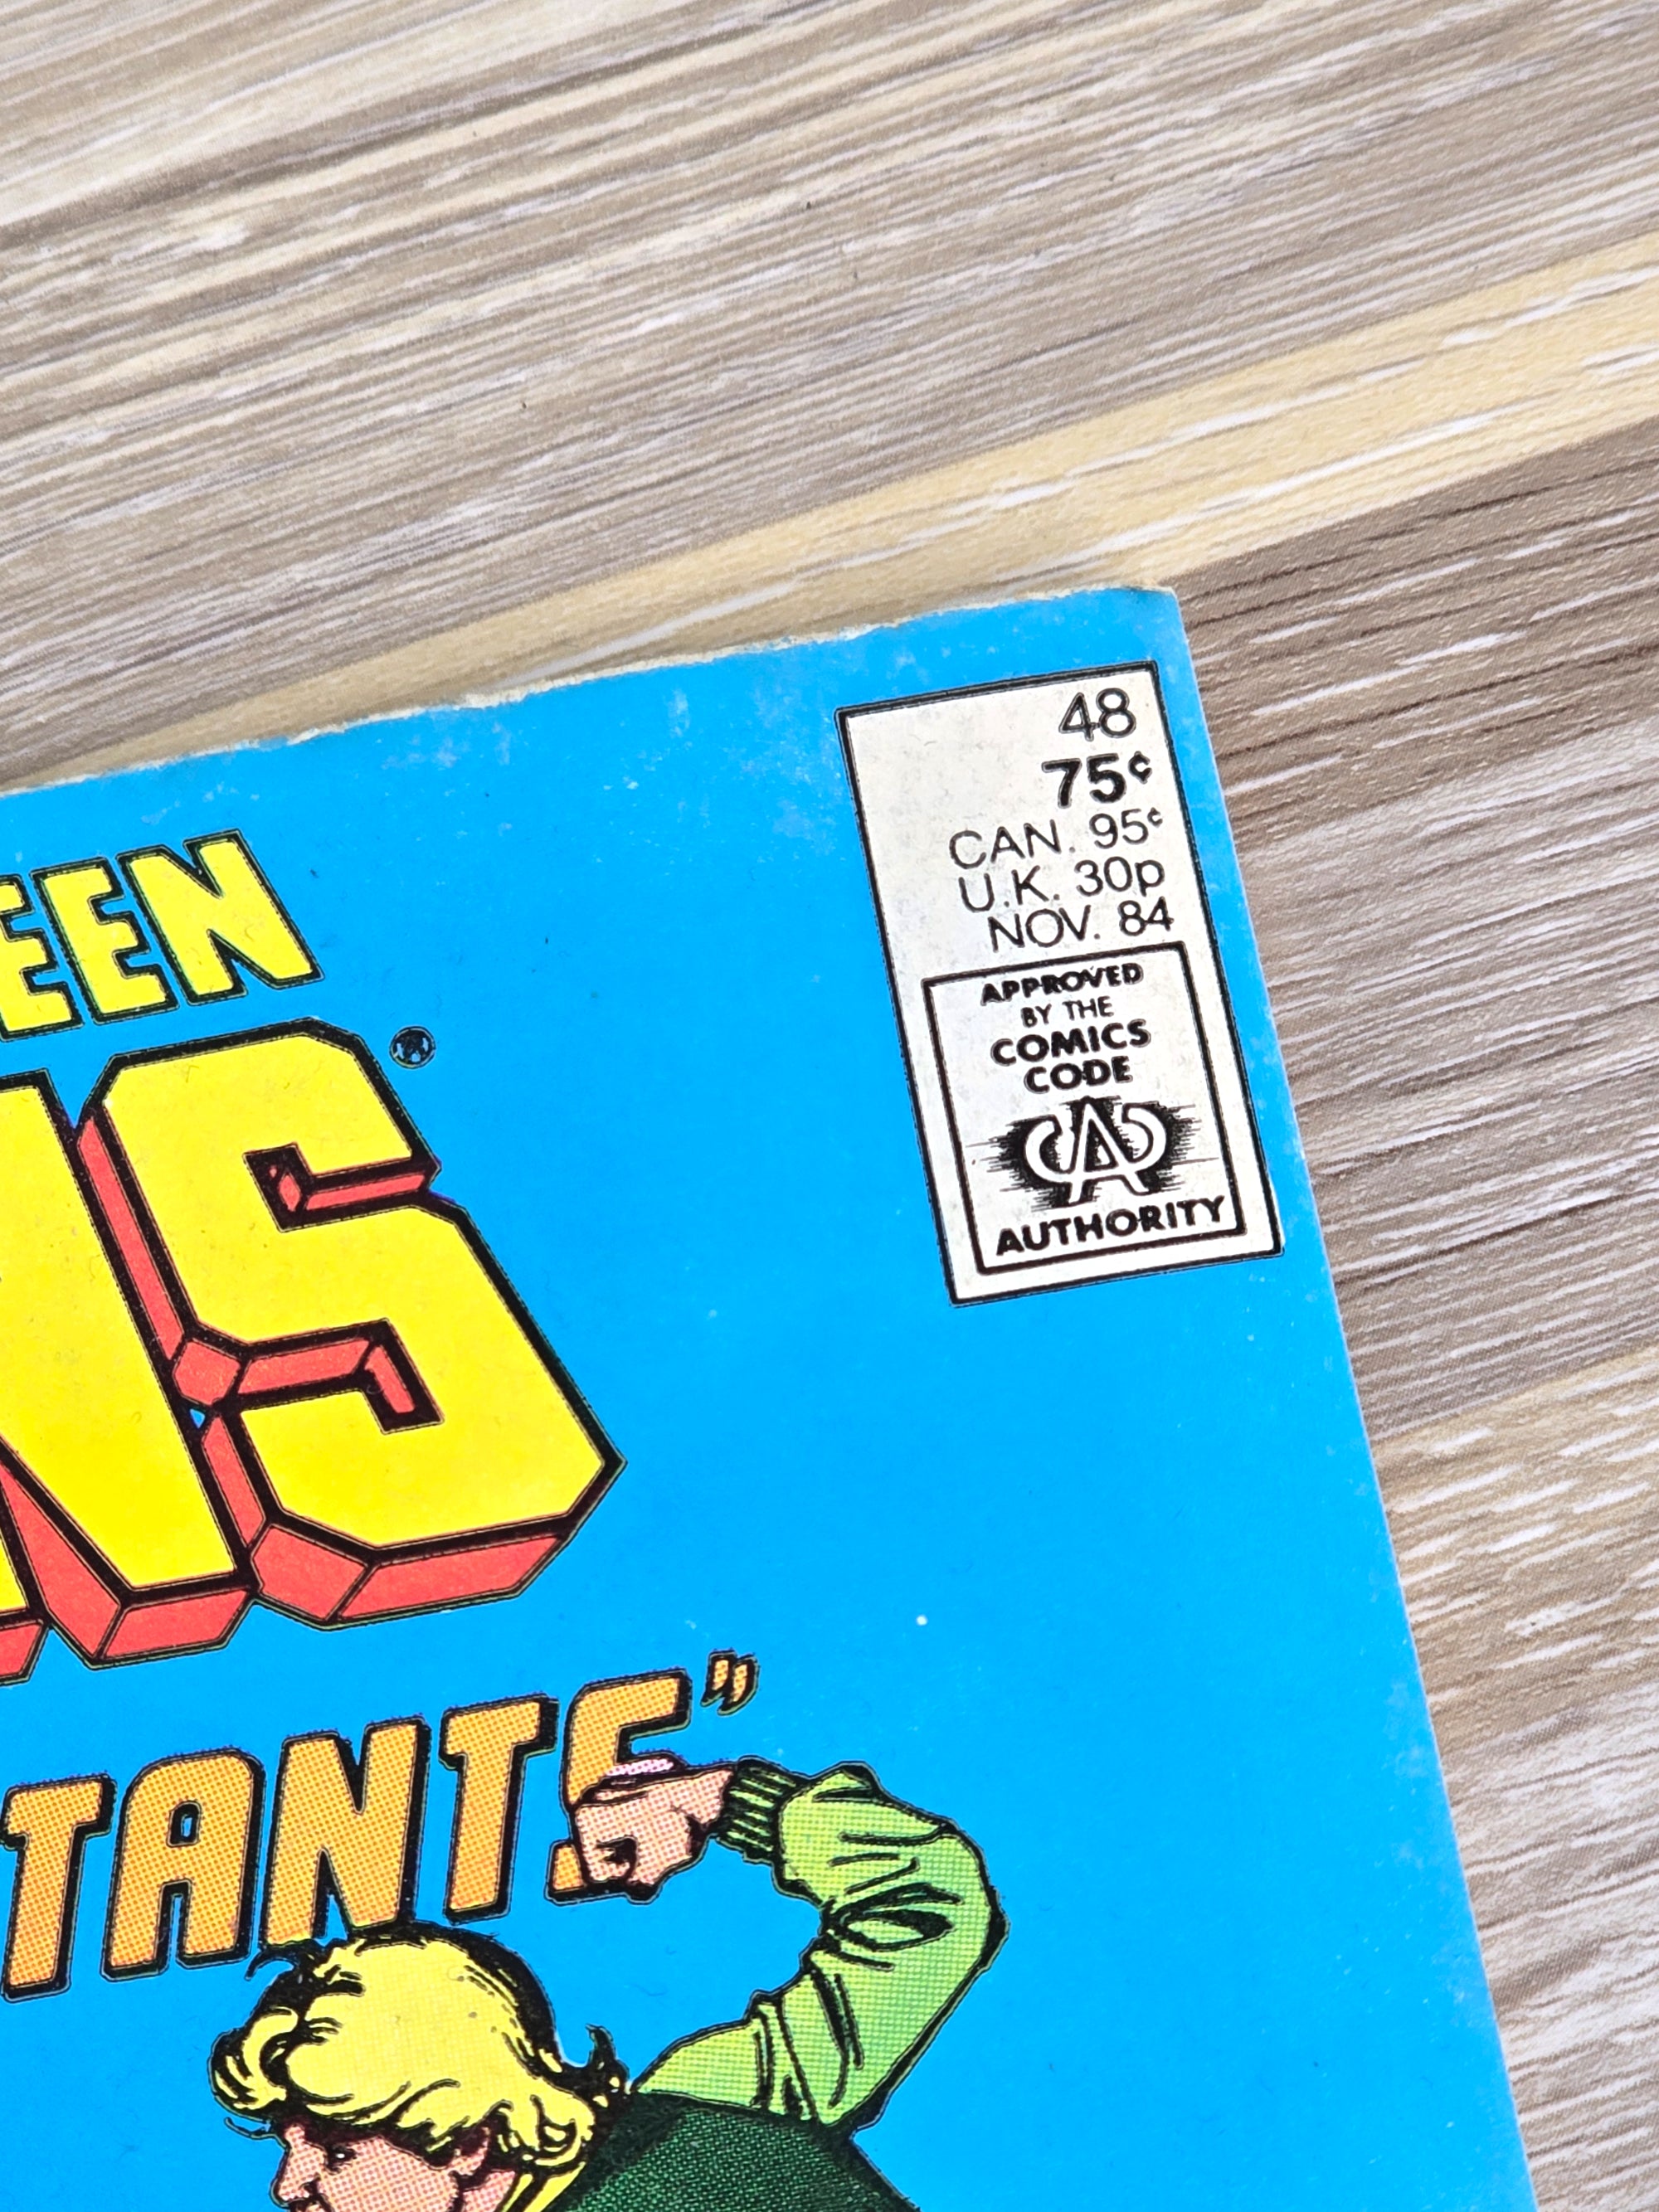 48
75¢
CAN. 95¢
U.K. 30p
NOV. 84
APPROVED
BY THE
COMICS
CODE
CA
AUTHORITY
EEN
NS
TANTS"